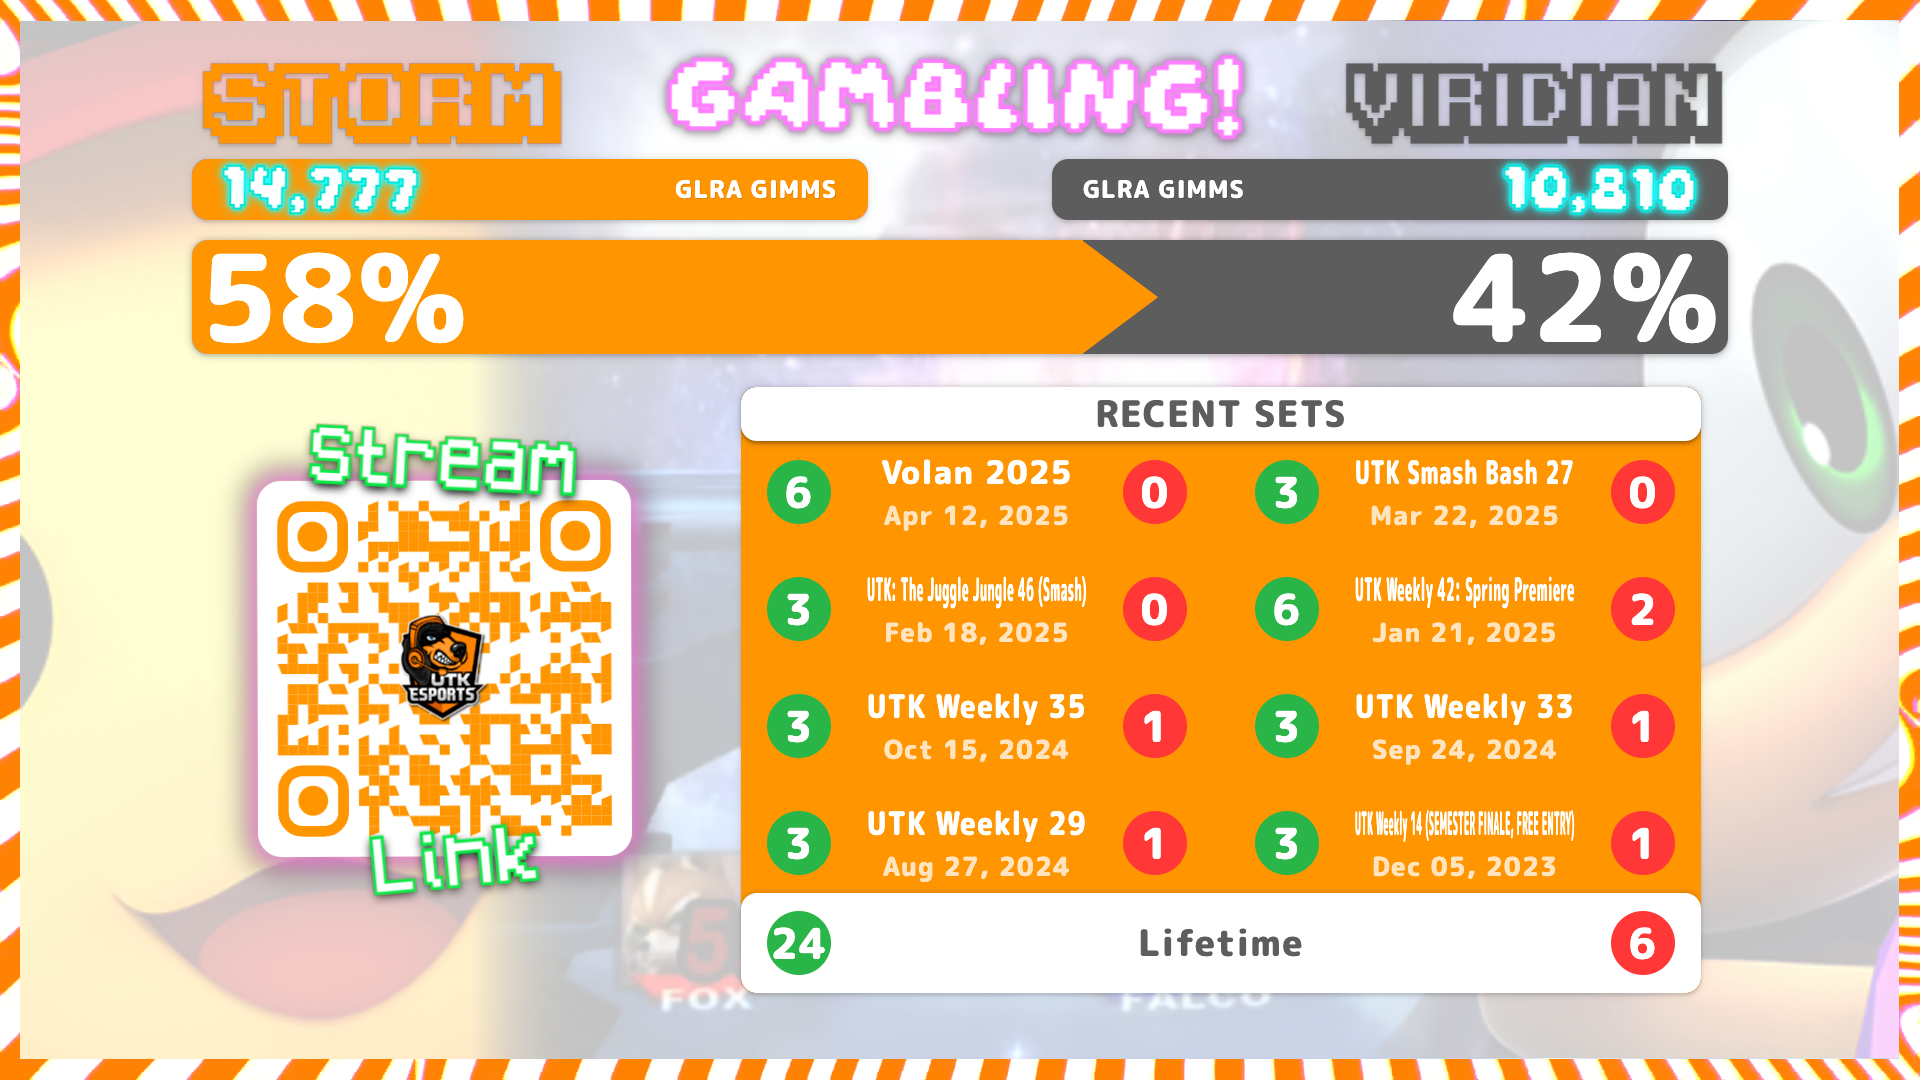 STORM
GAMBLING!
VIRIDIAN
14,777
GLRA GIMMS
GLRA GIMMS
10,810
58%
42%
Stream
UTK
ESPORTS
Link
RECENT SETS
6
Volan 2025
Apr 12, 2025
0
3
UTK Smash Bash 27
Mar 22, 2025
0
3
UTK: The Juggle Jungle 46 (Smash)
Feb 18, 2025
0
6
UTK Weekly 42: Spring Premiere
Jan 21, 2025
2
3
UTK Weekly 35
Oct 15, 2024
1
3
UTK Weekly 33
Sep 24, 2024
1
3
UTK Weekly 29
Aug 27, 2024
1
3
UTK Weekly 14 (SEMESTER FINALE, FREE ENTRY)
Dec 05, 2023
1
24
Lifetime
6
5
FOX
FALCO